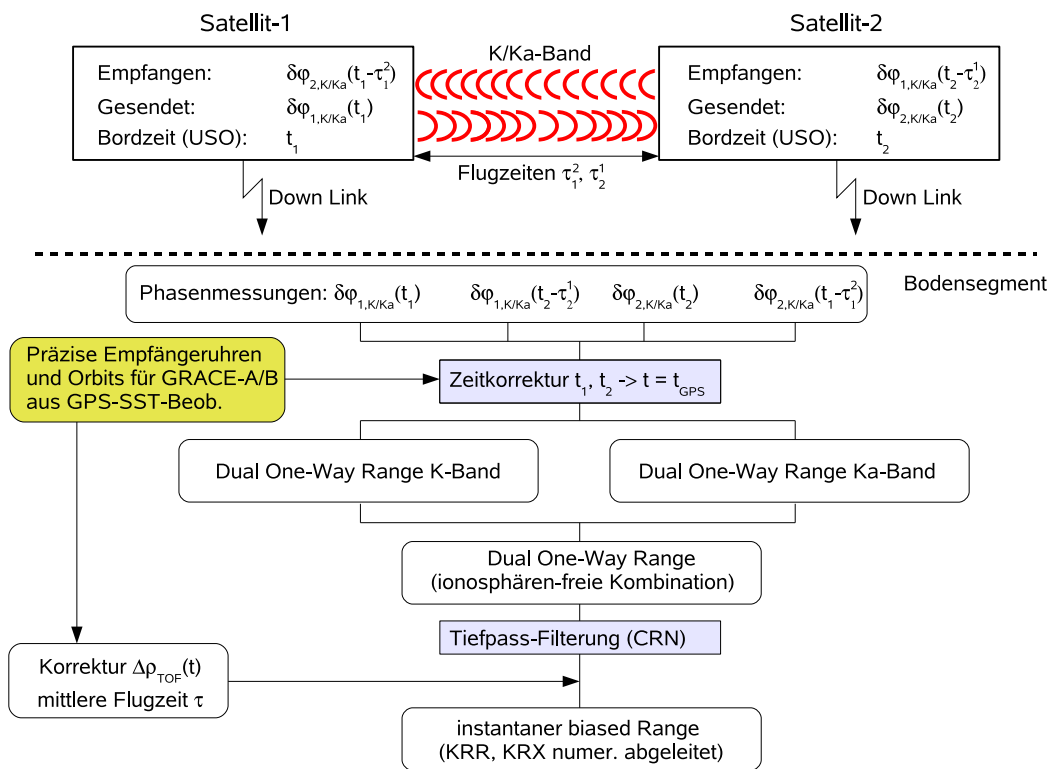 Satellit-1
Satellit-2
K/Ka-Band
Empfangen: δφ2,K/Ka(t1-τ1²)
Gesendet: δφ1,K/Ka(t1)
Bordzeit (USO): t1
Empfangen: δφ1,K/Ka(t2-τ2¹)
Gesendet: δφ2,K/Ka(t2)
Bordzeit (USO): t2
Flugzeiten τ1², τ2¹
Down Link
Down Link
Bodensegment
Phasenmessungen: δφ1,K/Ka(t1) δφ1,K/Ka(t2-τ2¹) δφ2,K/Ka(t2) δφ2,K/Ka(t1-τ1²)
Präzise Empfängeruhren
und Orbits für GRACE-A/B
aus GPS-SST-Beob.
Zeitkorrektur t1, t2 -> t = tGPS
Dual One-Way Range K-Band
Dual One-Way Range Ka-Band
Dual One-Way Range
(ionosphären-freie Kombination)
Tiefpass-Filterung (CRN)
Korrektur ΔρTOF(t)
mittlere Flugzeit τ
instantaner biased Range
(KRR, KRX numer. abgeleitet)